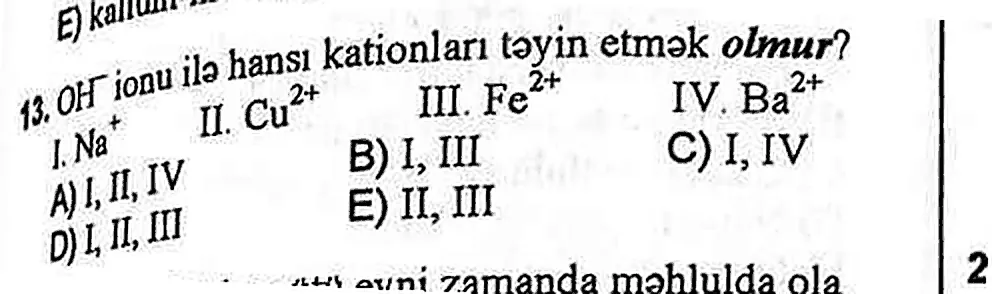 E)
13. OH⁻ ionu ilə hansı kationları təyin etmək olmur?
I. Na⁺ II. Cu²⁺ III. Fe²⁺ IV. Ba²⁺
A) I, II, IV B) I, III C) I, IV
D) I, II, III E) II, III
eyni zamanda məhlulda ola
2